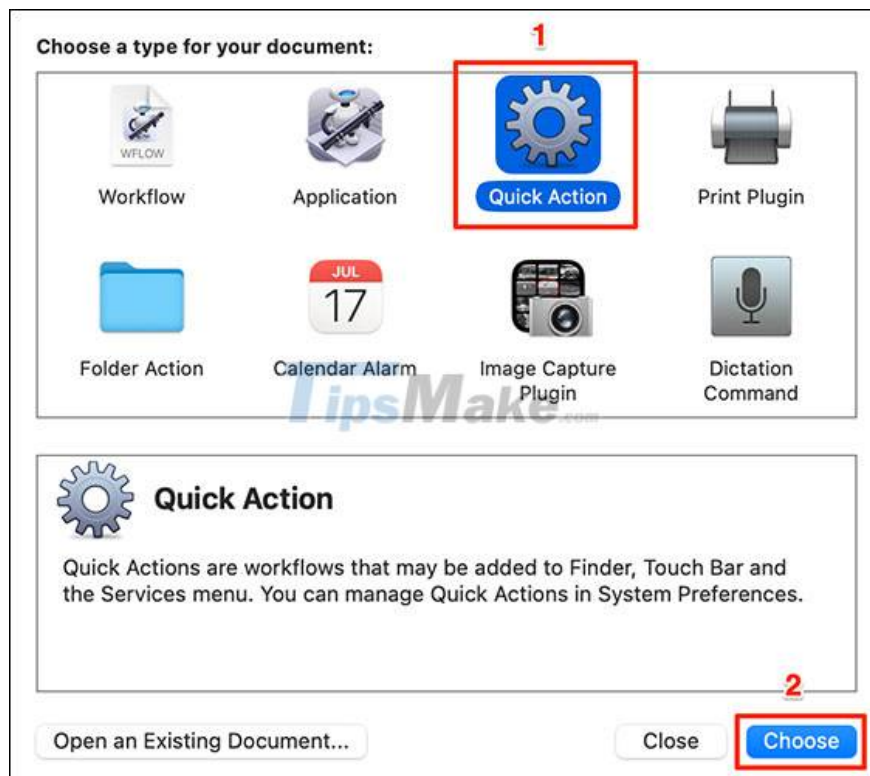 1
Choose a type for your document:
WFLOW
Workflow
Application
Quick Action
Print Plugin
JUL
17
Folder Action
Calendar Alarm
Image Capture
Plugin
Dictation
Command
TipsMake.com
Quick Action
Quick Actions are workflows that may be added to Finder, Touch Bar and
the Services menu. You can manage Quick Actions in System Preferences.
2
Open an Existing Document...
Close
Choose